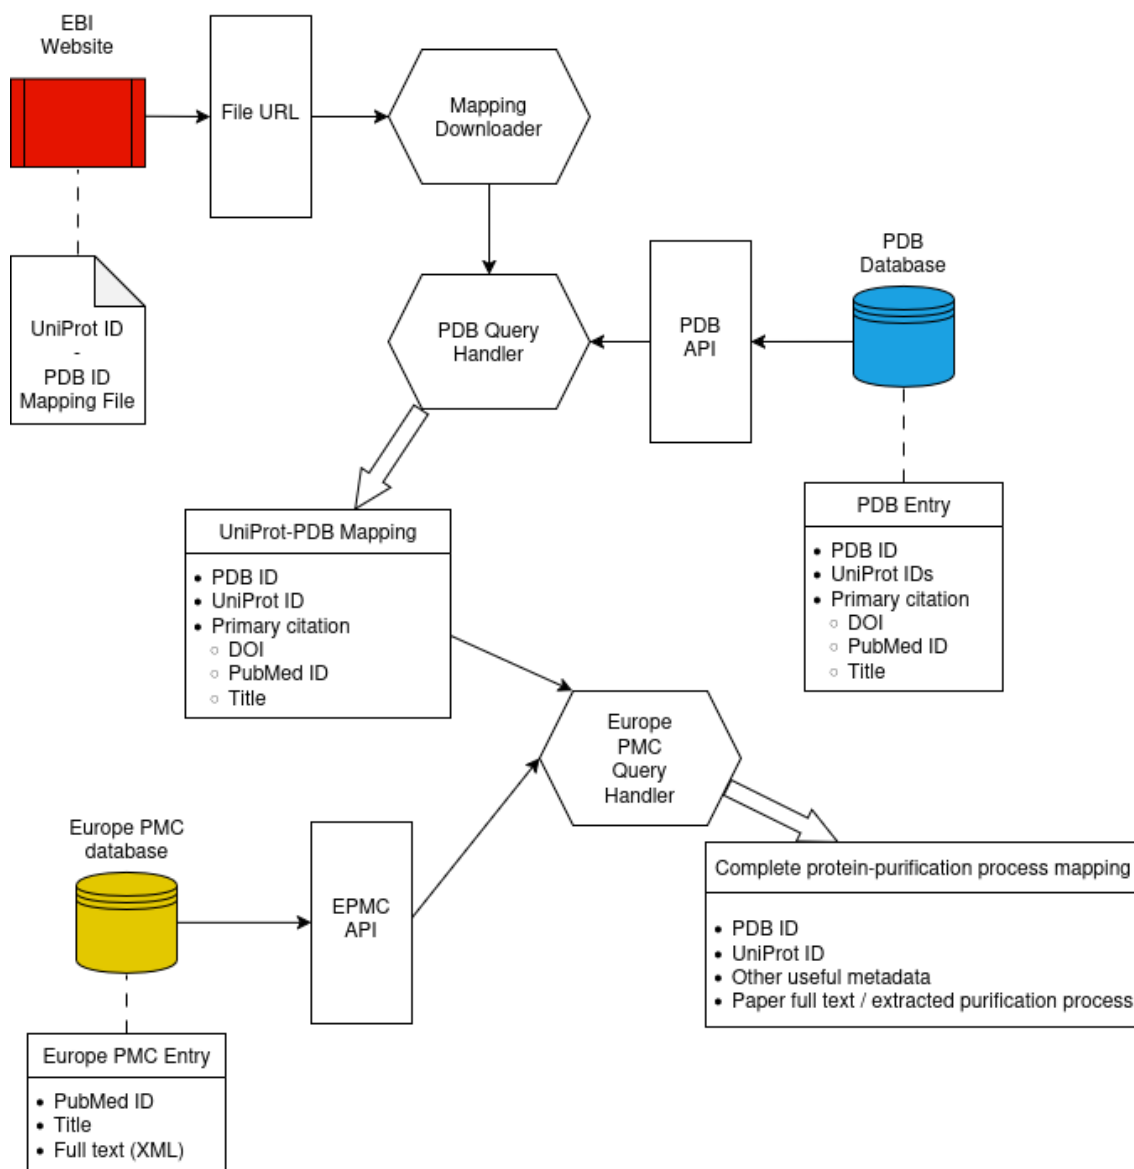 EBI
Website
File URL
Mapping
Downloader
UniProt ID
-
PDB ID
Mapping File
PDB Query
Handler
PDB
API
PDB
Database
UniProt-PDB Mapping
• PDB ID
• UniProt ID
• Primary citation
○ DOI
○ PubMed ID
○ Title
PDB Entry
• PDB ID
• UniProt IDs
• Primary citation
○ DOI
○ PubMed ID
○ Title
Europe
PMC
Query
Handler
Europe PMC
database
EPMC
API
Complete protein-purification process mapping
• PDB ID
• UniProt ID
• Other useful metadata
• Paper full text / extracted purification process
Europe PMC Entry
• PubMed ID
• Title
• Full text (XML)